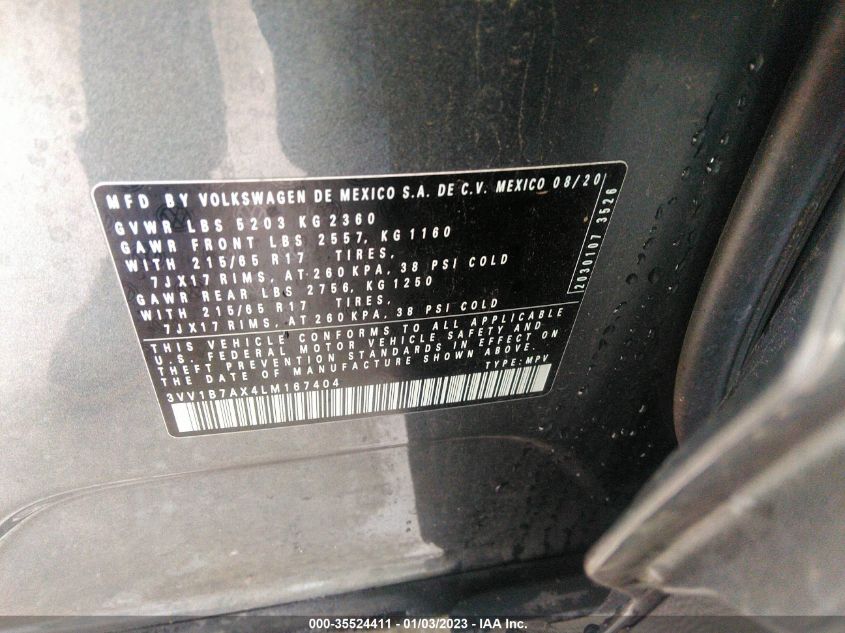 MFD BY VOLKSWAGEN DE MEXICO S.A. DE C.V. MEXICO 08/20
GVWR LBS 5203 KG 2360
GAWR FRONT LBS 2557, KG 1160
WITH 215/65 R17 TIRES,
7JX17 RIMS, AT 260 KPA, 38 PSI COLD
GAWR REAR LBS 2756, KG 1250
WITH 215/65 R17 TIRES,
7JX17 RIMS, AT 260 KPA, 38 PSI COLD
THIS VEHICLE CONFORMS TO ALL APPLICABLE
U.S. FEDERAL MOTOR VEHICLE SAFETY AND
THEFT PREVENTION STANDARDS IN EFFECT ON
THE DATE OF MANUFACTURE SHOWN ABOVE.
3VV1B7AX4LM167404 TYPE: MPV
2030107 3526
000-35524411 - 01/03/2023 - IAA Inc.